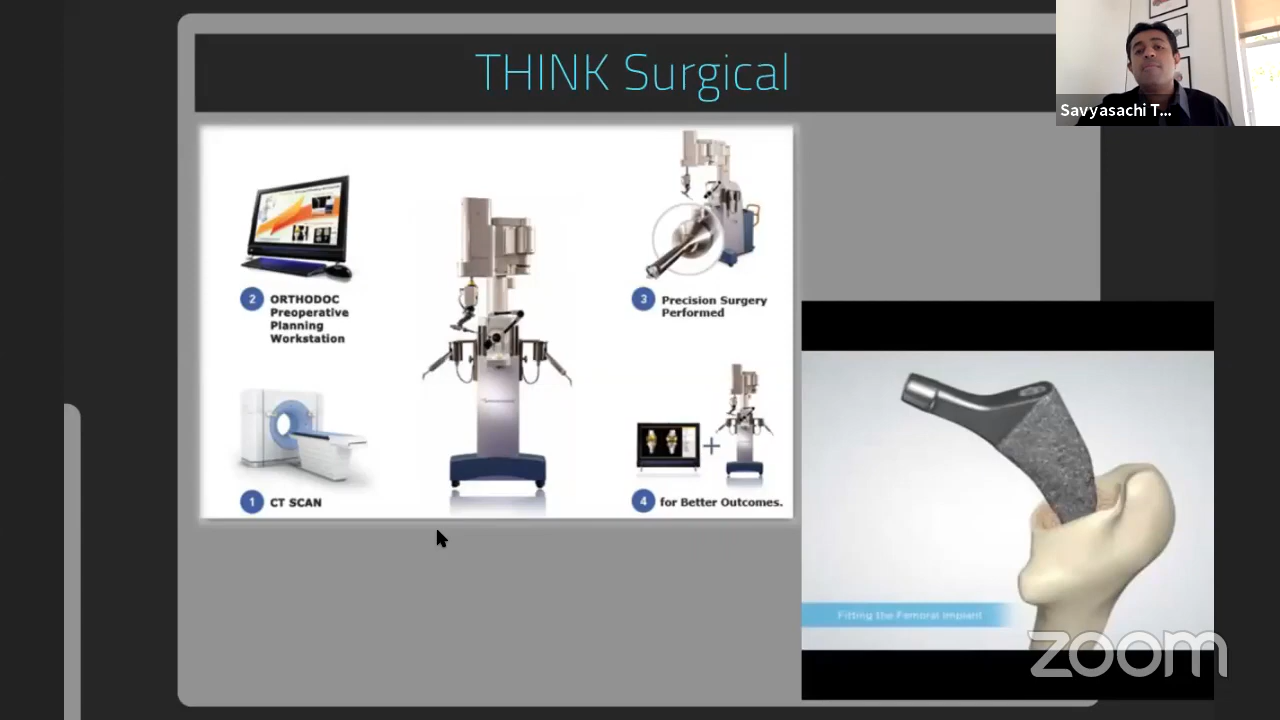 THINK Surgical
Savyasachi T...
2 ORTHODOC
Preoperative
Planning
Workstation
3 Precision Surgery
Performed
1 CT SCAN
4 for Better Outcomes.
Fitting the Femoral Implant
zoom